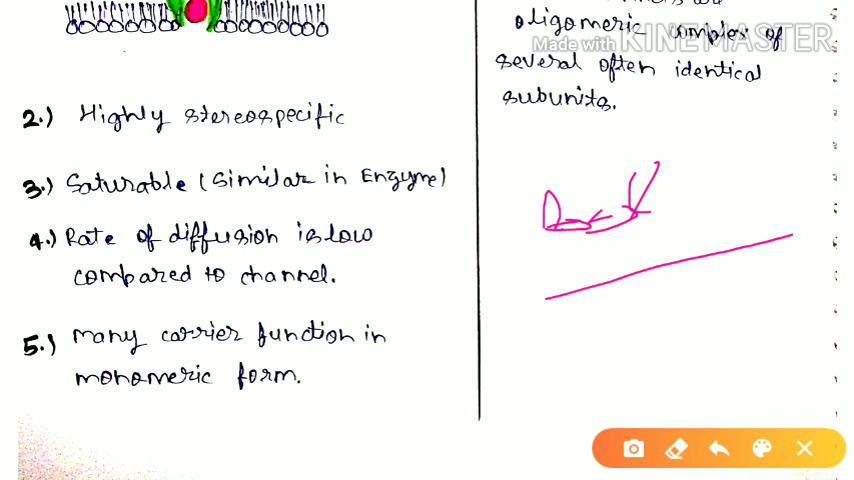 2.) Highly stereospecific
3.) Saturable (similar in Enzyme)
4.) Rate of diffusion is low
compared to channel.
5.) Many carrier function in
monomeric form.
oligomeric complex of
Made with KINEMASTER
several often identical
subunits.